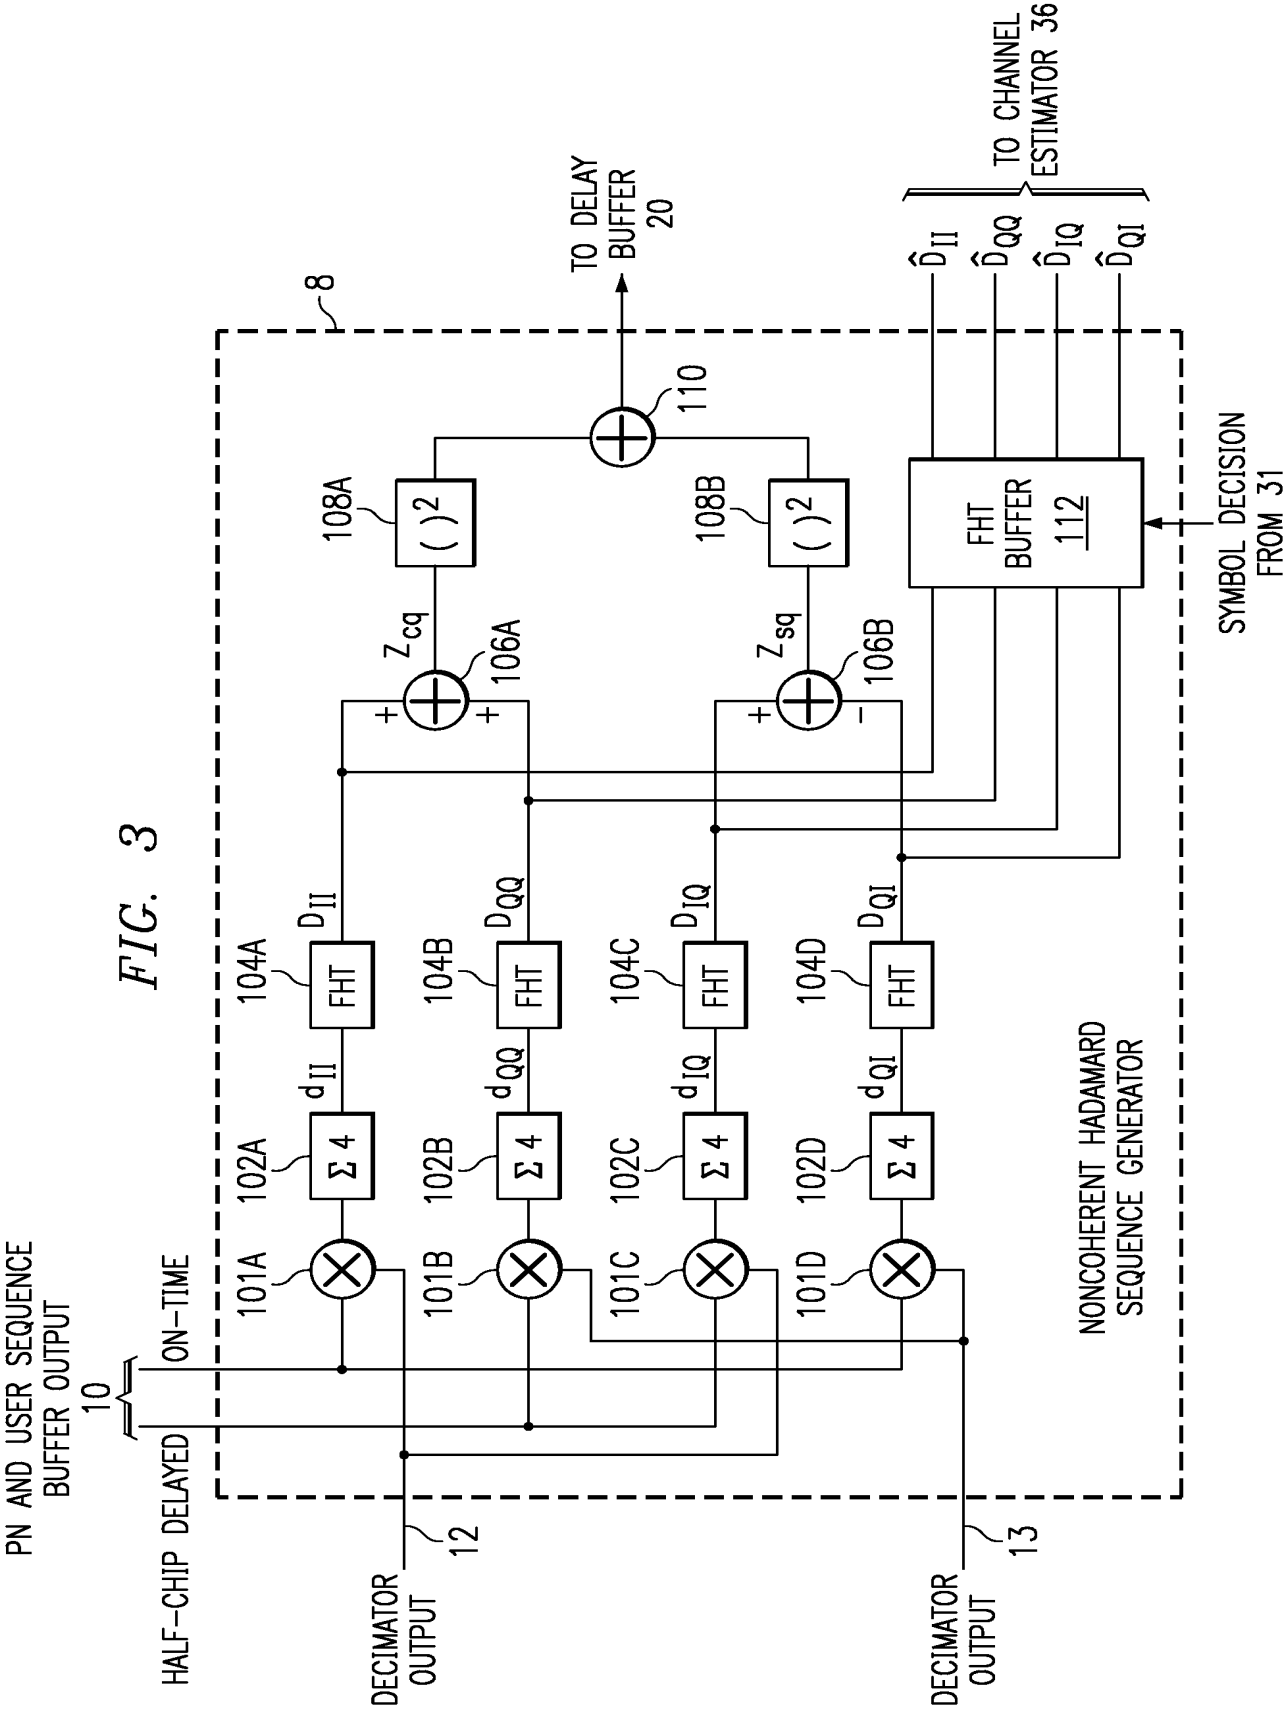 FIG. 3
PN AND USER SEQUENCE
BUFFER OUTPUT
10
HALF-CHIP DELAYED
ON-TIME
8
DECIMATOR
OUTPUT
12
DECIMATOR
OUTPUT
13
101A
102A
Σ 4
d_II
104A
FHT
D_II
101B
102B
Σ 4
d_QQ
104B
FHT
D_QQ
101C
102C
Σ 4
d_IQ
104C
FHT
D_IQ
101D
102D
Σ 4
d_QI
104D
FHT
D_QI
+
+
106A
Z_cq
108A
( )²
+
−
106B
Z_sq
108B
( )²
110
TO DELAY
BUFFER
20
FHT
BUFFER
112
SYMBOL DECISION
FROM 31
D̂_II
D̂_QQ
D̂_IQ
D̂_QI
TO CHANNEL
ESTIMATOR 36
NONCOHERENT HADAMARD
SEQUENCE GENERATOR